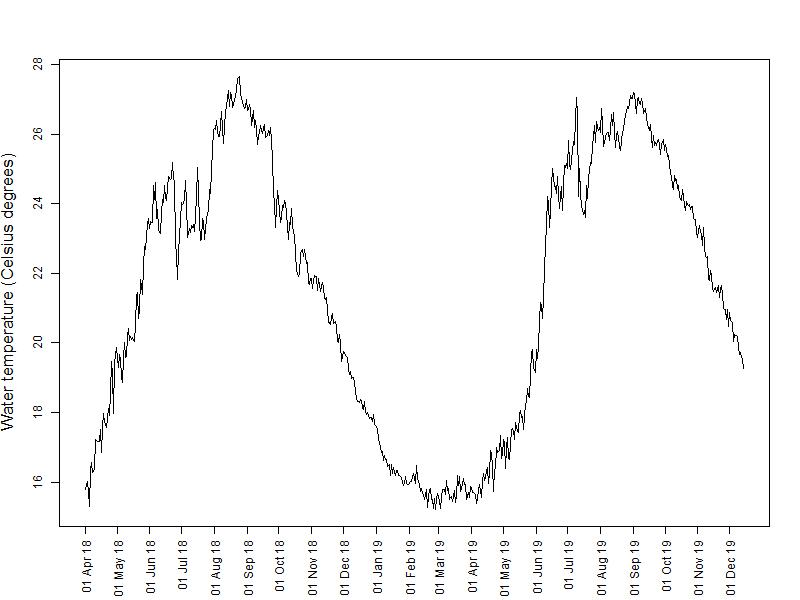 Water temperature (Celsius degrees)
28
26
24
22
20
18
16
01 Apr 18
01 May 18
01 Jun 18
01 Jul 18
01 Aug 18
01 Sep 18
01 Oct 18
01 Nov 18
01 Dec 18
01 Jan 19
01 Feb 19
01 Mar 19
01 Apr 19
01 May 19
01 Jun 19
01 Jul 19
01 Aug 19
01 Sep 19
01 Oct 19
01 Nov 19
01 Dec 19